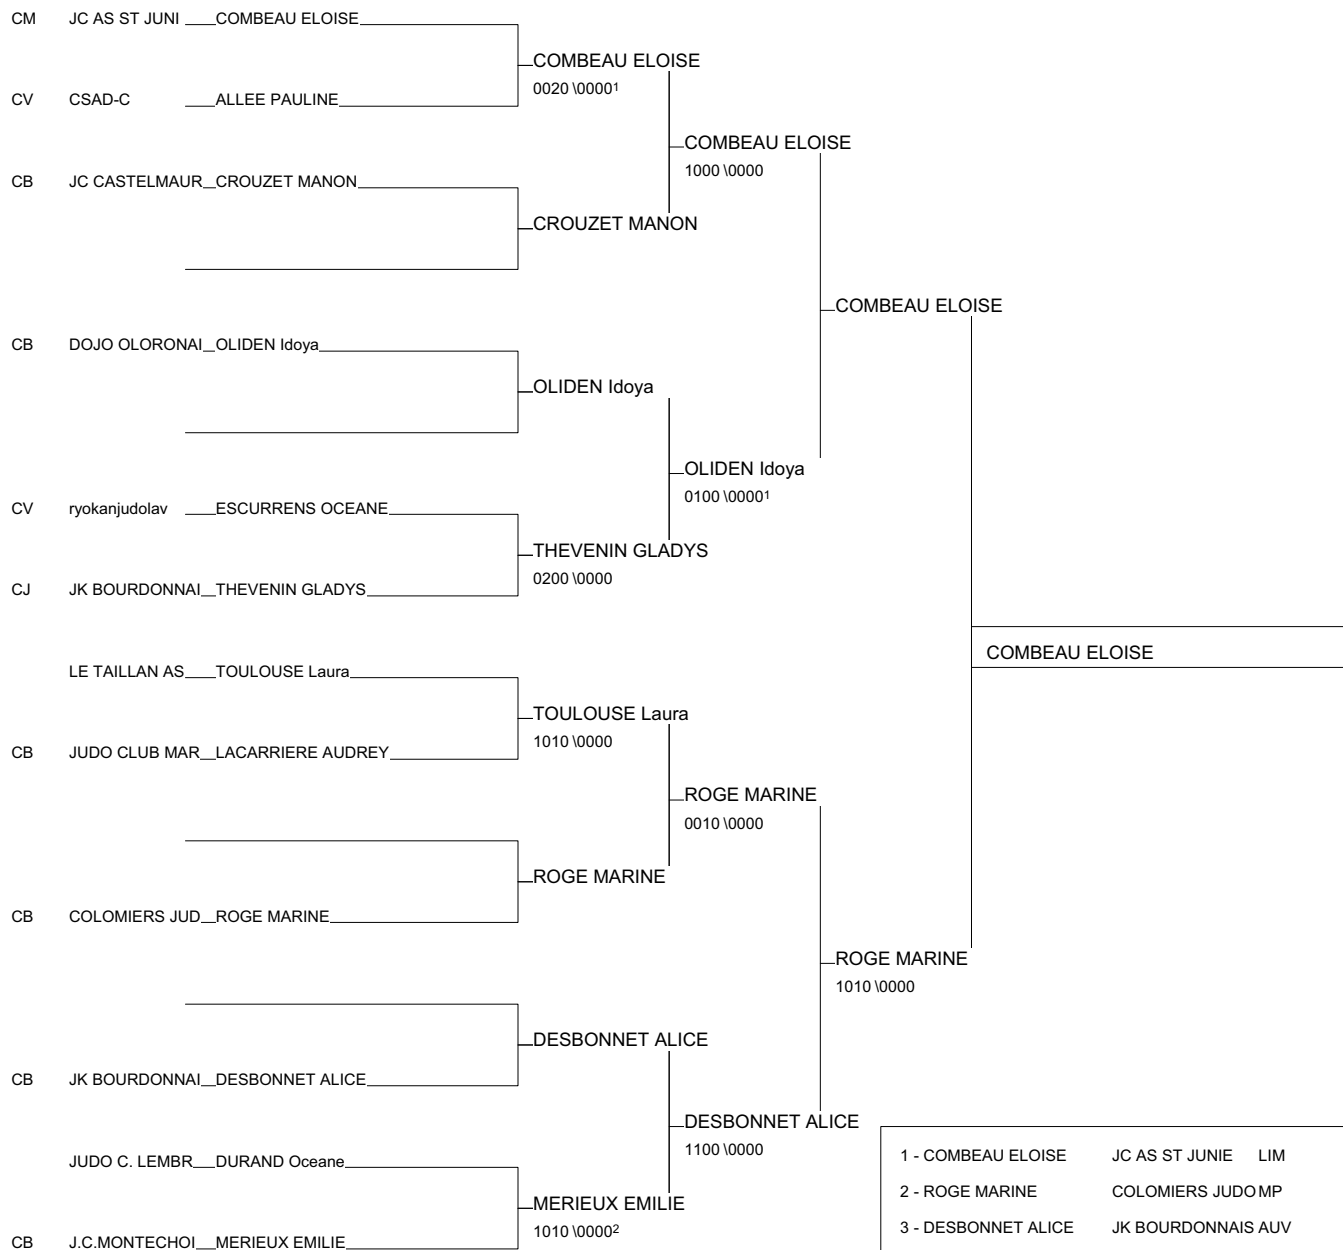 CM JC AS ST JUNI COMBEAU ELOISE
COMBEAU ELOISE
0020 \0000¹
CV CSAD-C ALLEE PAULINE
COMBEAU ELOISE
1000 \0000
CB JC CASTELMAUR CROUZET MANON
CROUZET MANON
COMBEAU ELOISE
CB DOJO OLORONAI OLIDEN Idoya
OLIDEN Idoya
OLIDEN Idoya
0100 \0000¹
CV ryokanjudolav ESCURRENS OCEANE
THEVENIN GLADYS
0200 \0000
CJ JK BOURDONNAI THEVENIN GLADYS
COMBEAU ELOISE
LE TAILLAN AS TOULOUSE Laura
TOULOUSE Laura
1010 \0000
CB JUDO CLUB MAR LACARRIERE AUDREY
ROGE MARINE
0010 \0000
ROGE MARINE
CB COLOMIERS JUD ROGE MARINE
ROGE MARINE
1010 \0000
DESBONNET ALICE
CB JK BOURDONNAI DESBONNET ALICE
DESBONNET ALICE
1100 \0000
JUDO C. LEMBR DURAND Oceane
MERIEUX EMILIE
1010 \0000²
CB J.C.MONTECHOI MERIEUX EMILIE
1 - COMBEAU ELOISE JC AS ST JUNIE LIM
2 - ROGE MARINE COLOMIERS JUDO MP
3 - DESBONNET ALICE JK BOURDONNAIS AUV